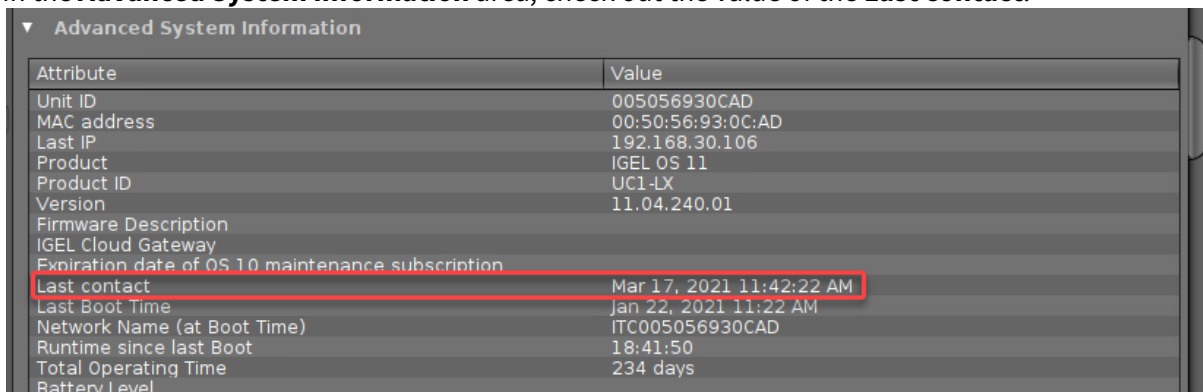 in the Advanced System Information area, check out the value of the Last contact.
Advanced System Information
Attribute Value
Unit ID 005056930CAD
MAC address 00:50:56:93:0C:AD
Last IP 192.168.30.106
Product IGEL OS 11
Product ID UC1-LX
Version 11.04.240.01
Firmware Description
IGEL Cloud Gateway
Expiration date of OS 10 maintenance subscription
Last contact Mar 17, 2021 11:42:22 AM
Last Boot Time Jan 22, 2021 11:22 AM
Network Name (at Boot Time) ITC005056930CAD
Runtime since last Boot 18:41:50
Total Operating Time 234 days
Battery Level